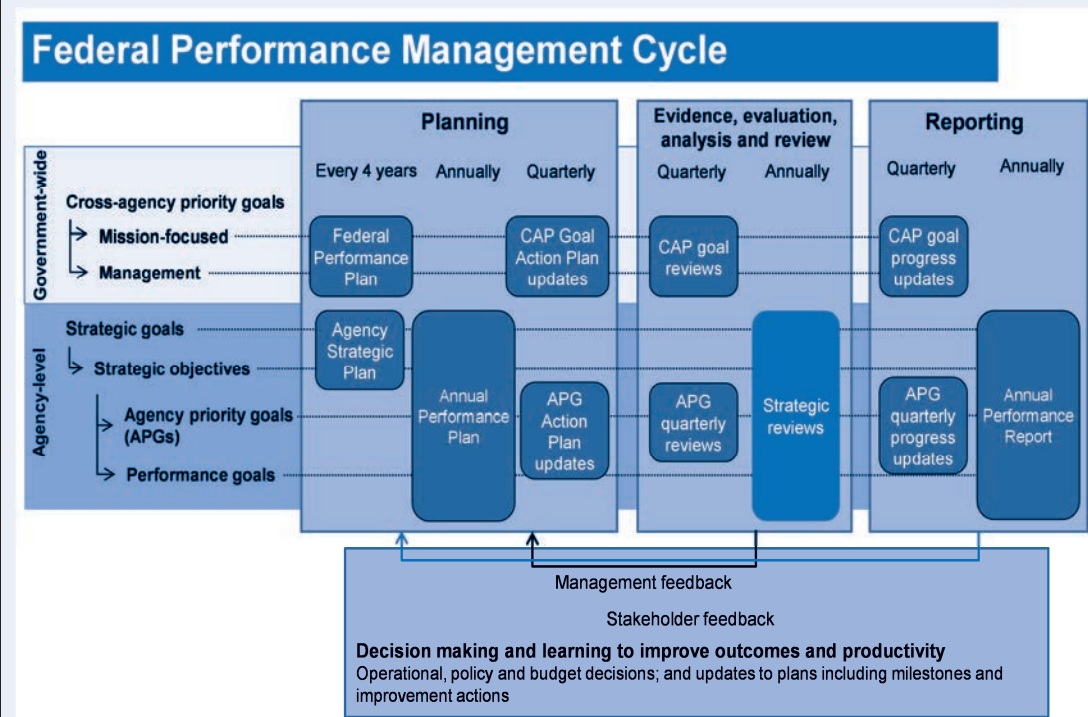 Federal Performance Management Cycle
Planning
Evidence, evaluation,
analysis and review
Reporting
Every 4 years
Annually
Quarterly
Quarterly
Annually
Quarterly
Annually
Government-wide
Cross-agency priority goals
Mission-focused
Management
Federal
Performance
Plan
CAP Goal
Action Plan
updates
CAP goal
reviews
CAP goal
progress
updates
Agency-level
Strategic goals
Strategic objectives
Agency priority goals
(APGs)
Performance goals
Agency
Strategic
Plan
Annual
Performance
Plan
APG
Action
Plan
updates
APG
quarterly
reviews
Strategic
reviews
APG
quarterly
progress
updates
Annual
Performance
Report
Management feedback
Stakeholder feedback
Decision making and learning to improve outcomes and productivity
Operational, policy and budget decisions; and updates to plans including milestones and
improvement actions